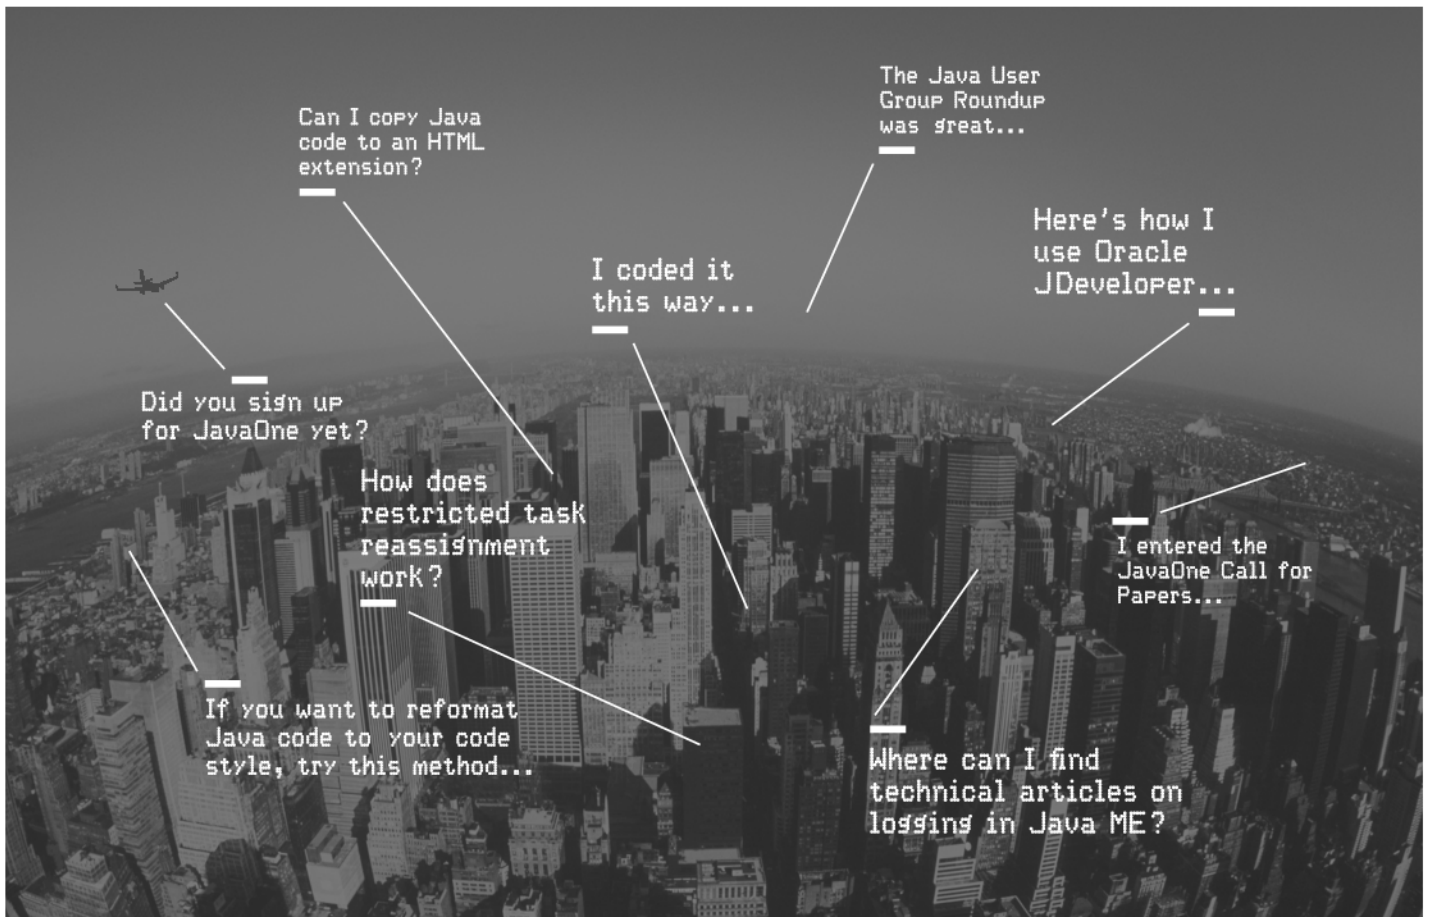 The Java User
Group Roundup
was great...
Can I copy Java
code to an HTML
extension?
Here's how I
use Oracle
JDeveloper...
I coded it
this way...
Did you sign up
for JavaOne yet?
How does
restricted task
reassignment
work?
I entered the
JavaOne Call for
Papers...
If you want to reformat
Java code to your code
style, try this method...
Where can I find
technical articles on
logging in Java ME?